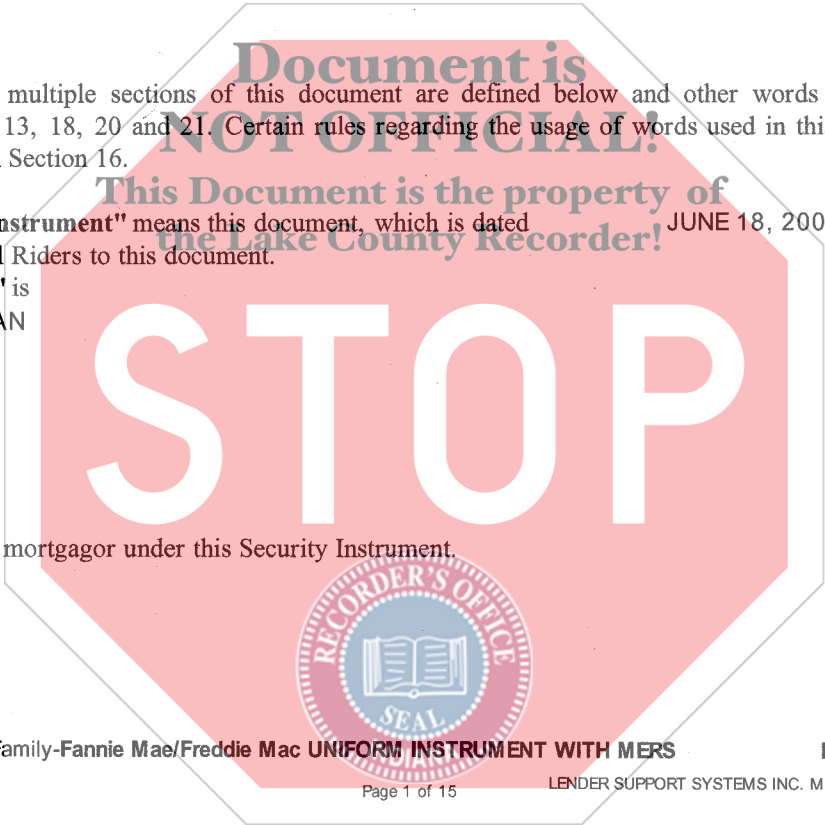 Document is
multiple sections of this document are defined below and other words
13, 18, 20 and 21. Certain rules regarding the usage of words used in thi
NOT OFFICIAL!
Section 16.
This Document is the property of
nstrument" means this document, which is dated JUNE 18, 200
the Lake County Recorder!
Riders to this document.
" is
AN
STOP
mortgagor under this Security Instrument.
RECORDER'S OFFICE
SEAL
INDIANA
amily-Fannie Mae/Freddie Mac UNIFORM INSTRUMENT WITH MERS
Page 1 of 15
LENDER SUPPORT SYSTEMS INC. M